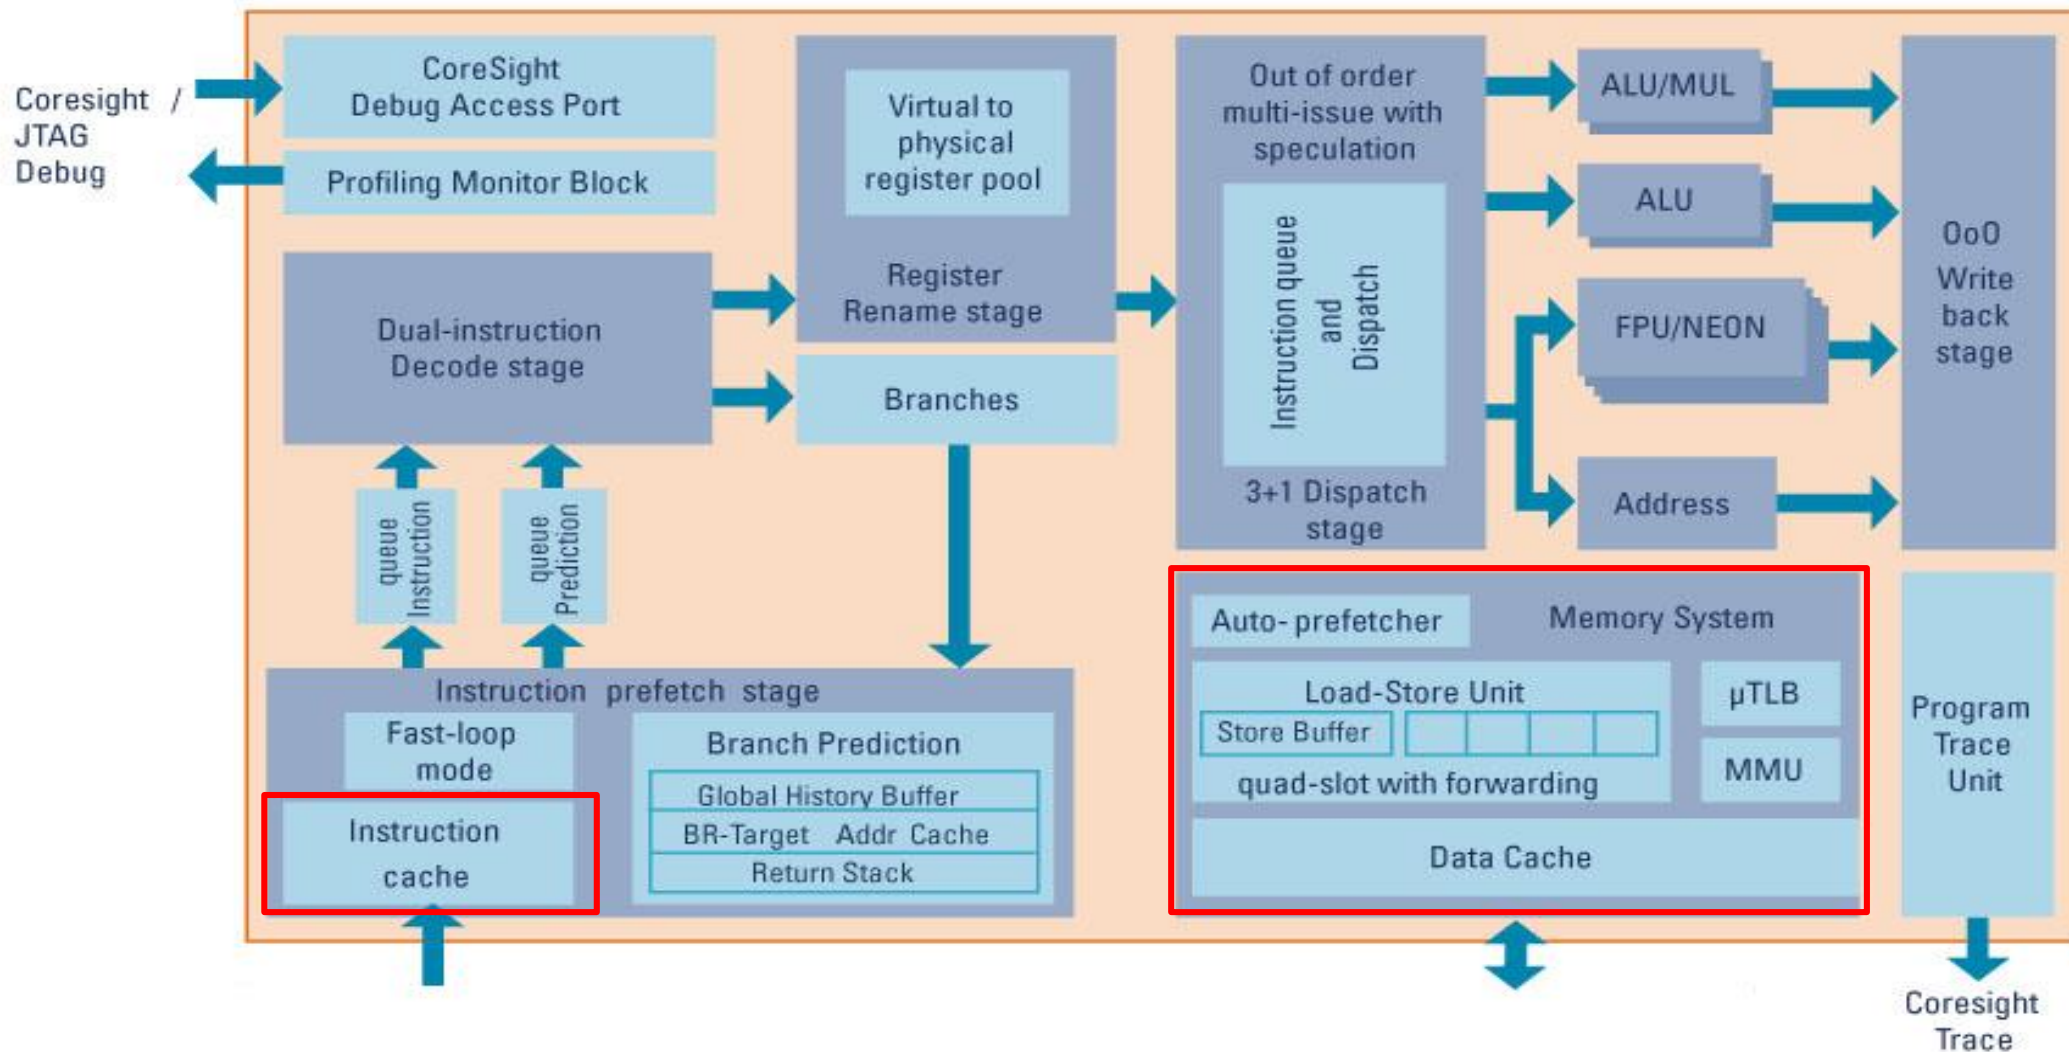 Coresight /
JTAG
Debug
CoreSight
Debug Access Port
Profiling Monitor Block
Dual-instruction
Decode stage
Virtual to
physical
register pool
Register
Rename stage
Branches
Out of order
multi-issue with
speculation
Instruction queue
and
Dispatch
3+1 Dispatch
stage
ALU/MUL
ALU
FPU/NEON
Address
OoO
Write
back
stage
queue
Instruction
queue
Prediction
Instruction prefetch stage
Fast-loop
mode
Instruction
cache
Branch Prediction
Global History Buffer
BR-Target Addr Cache
Return Stack
Auto-prefetcher
Memory System
Load-Store Unit
Store Buffer
quad-slot with forwarding
µTLB
MMU
Data Cache
Program
Trace
Unit
Coresight
Trace